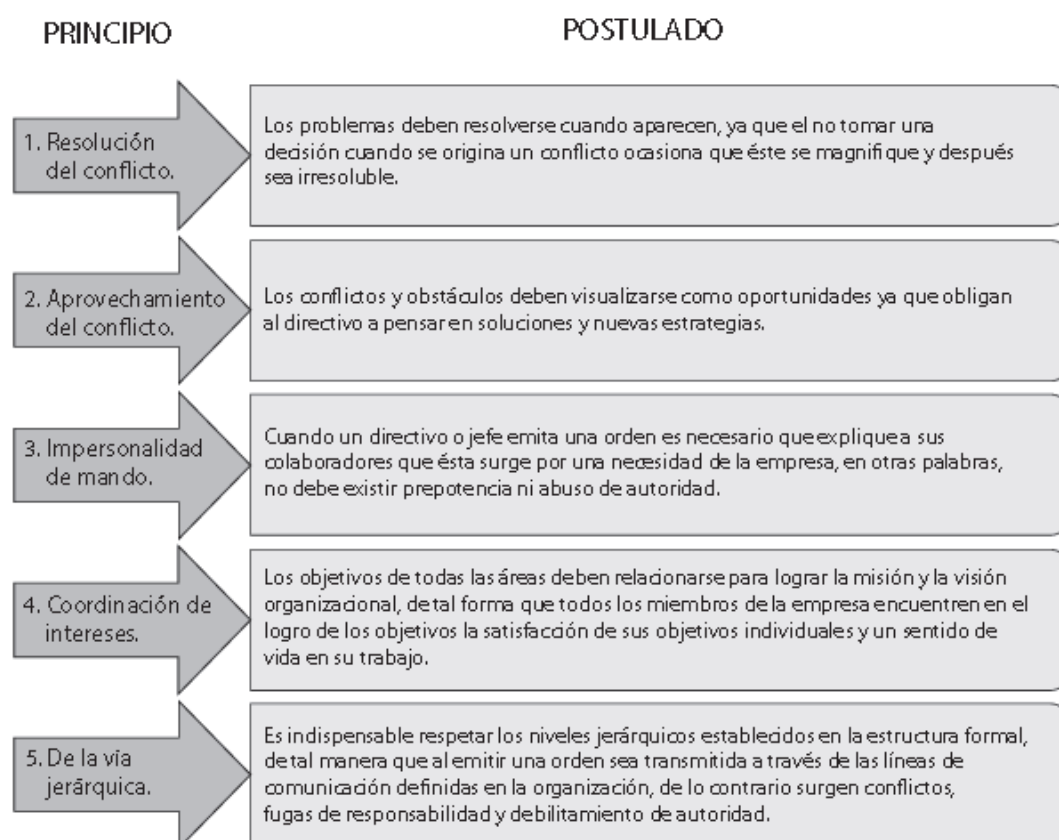 PRINCIPIO
POSTULADO
1. Resolución
del conflicto.
Los problemas deben resolverse cuando aparecen, ya que el no tomar una
decisión cuando se origina un conflicto ocasiona que éste se magnifique y después
sea irresoluble.
2. Aprovechamiento
del conflicto.
Los conflictos y obstáculos deben visualizarse como oportunidades ya que obligan
al directivo a pensar en soluciones y nuevas estrategias.
3. Impersonalidad
de mando.
Cuando un directivo o jefe emita una orden es necesario que explique a sus
colaboradores que ésta surge por una necesidad de la empresa, en otras palabras,
no debe existir prepotencia ni abuso de autoridad.
4. Coordinación de
intereses.
Los objetivos de todas las áreas deben relacionarse para lograr la misión y la visión
organizacional, de tal forma que todos los miembros de la empresa encuentren en el
logro de los objetivos la satisfacción de sus objetivos individuales y un sentido de
vida en su trabajo.
5. De la vía
jerárquica.
Es indispensable respetar los niveles jerárquicos establecidos en la estructura formal,
de tal manera que al emitir una orden sea transmitida a través de las líneas de
comunicación definidas en la organización, de lo contrario surgen conflictos,
fugas de responsabilidad y debilitamiento de autoridad.